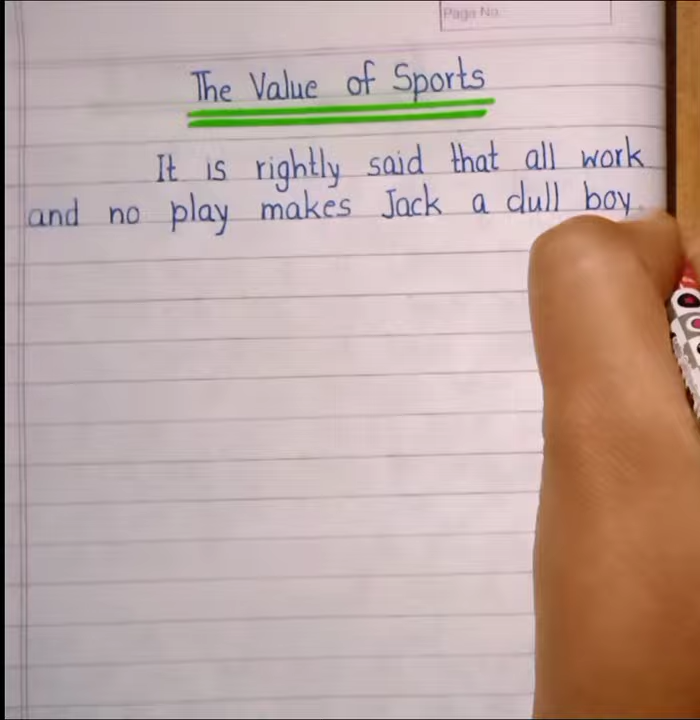 Page No.
The Value of Sports
It is rightly said that all work
and no play makes Jack a dull boy.